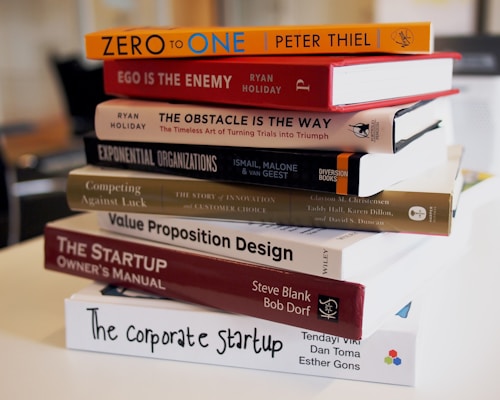 ZERO TO ONE PETER THIEL
EGO IS THE ENEMY RYAN
HOLIDAY P
RYAN
HOLIDAY
THE OBSTACLE IS THE WAY
The Timeless Art of Turning Trials into Triumph
EXPONENTIAL ORGANIZATIONS
ISMAIL, MALONE
& VAN GEEST
DIVERSION
BOOKS
Competing
Against Luck
THE STORY OF INNOVATION
AND CUSTOMER CHOICE
Clayton M. Christensen
Taddy Hall, Karen Dillon,
and David S. Duncan
Value Proposition Design
WILEY
THE STARTUP
OWNER'S MANUAL
Steve Blank
Bob Dorf
K&S
The corporate startup
Tendayi Viki
Dan Toma
Esther Gons